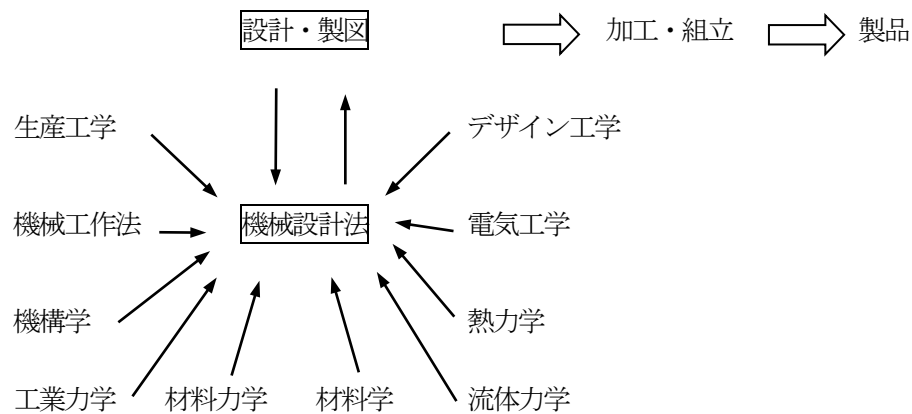 設計・製図 加工・組立 製品
生産工学 デザイン工学
機械工作法 機械設計法 電気工学
機構学 熱力学
工業力学 材料力学 材料学 流体力学